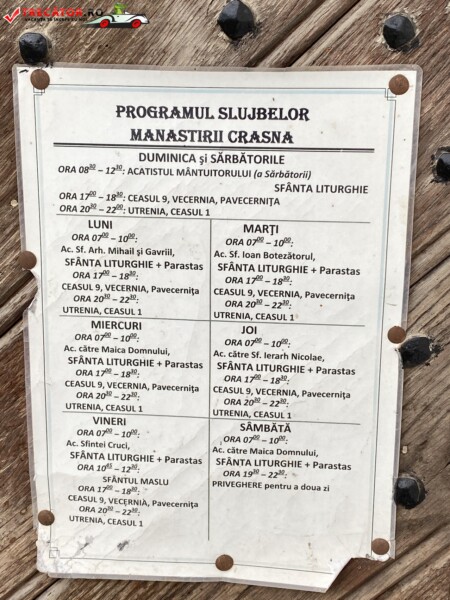 TRECATOR.RO
PROGRAMUL SLUJBELOR
MANASTIRII CRASNA
DUMINICA şi SĂRBĂTORILE
ORA 08³⁰ – 12³⁰: ACATISTUL MÂNTUITORULUI (a Sărbătorii)
SFÂNTA LITURGHIE
ORA 17⁰⁰ – 18³⁰: CEASUL 9, VECERNIA, PAVECERNIŢA
ORA 20³⁰ – 22⁰⁰: UTRENIA, CEASUL 1
LUNI
ORA 07⁰⁰ – 10⁰⁰:
Ac. Sf. Arh. Mihail şi Gavriil,
SFÂNTA LITURGHIE + Parastas
ORA 17⁰⁰ – 18³⁰:
CEASUL 9, VECERNIA, Pavecerniţa
ORA 20³⁰ – 22³⁰:
UTRENIA, CEASUL 1
MARŢI
ORA 07⁰⁰ – 10⁰⁰:
Ac. Sf. Ioan Botezătorul,
SFÂNTA LITURGHIE + Parastas
ORA 17⁰⁰ – 18³⁰:
CEASUL 9, VECERNIA, Pavecerniţa
ORA 20³⁰ – 22³⁰:
UTRENIA, CEASUL 1
MIERCURI
ORA 07⁰⁰ – 10⁰⁰:
Ac. către Maica Domnului,
SFÂNTA LITURGHIE + Parastas
ORA 17⁰⁰ – 18³⁰:
CEASUL 9, VECERNIA, Pavecerniţa
ORA 20³⁰ – 22³⁰:
UTRENIA, CEASUL 1
JOI
ORA 07⁰⁰ – 10⁰⁰:
Ac. către Sf. Ierarh Nicolae,
SFÂNTA LITURGHIE + Parastas
ORA 17⁰⁰ – 18³⁰:
CEASUL 9, VECERNIA, Pavecerniţa
ORA 20³⁰ – 22³⁰:
UTRENIA, CEASUL 1
VINERI
ORA 07⁰⁰ – 10⁰⁰:
Ac. Sfintei Cruci,
SFÂNTA LITURGHIE + Parastas
ORA 10⁴⁵ – 12³⁰:
SFÂNTUL MASLU
ORA 17⁰⁰ – 18³⁰:
CEASUL 9, VECERNIA, Pavecerniţa
ORA 20³⁰ – 22³⁰:
UTRENIA, CEASUL 1
SÂMBĂTĂ
ORA 07⁰⁰ – 10⁰⁰:
Ac. către Maica Domnului,
SFÂNTA LITURGHIE + Parastas
ORA 19³⁰ – 22³⁰:
PRIVEGHERE pentru a doua zi